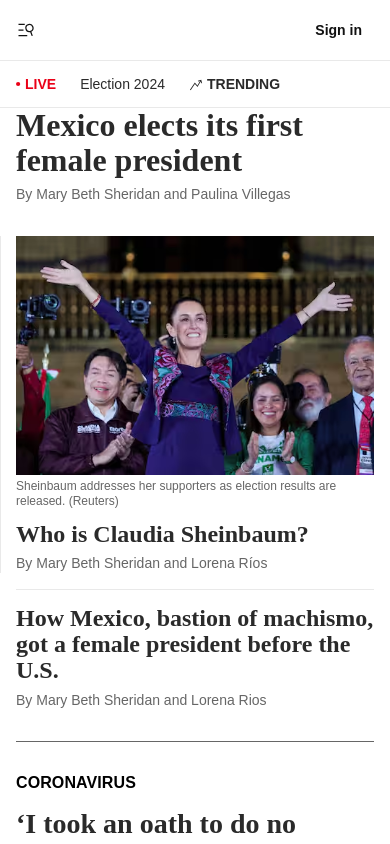 Sign in
• LIVE Election 2024 TRENDING
Mexico elects its first
female president
By Mary Beth Sheridan and Paulina Villegas
Sheinbaum addresses her supporters as election results are
released. (Reuters)
Who is Claudia Sheinbaum?
By Mary Beth Sheridan and Lorena Ríos
How Mexico, bastion of machismo,
got a female president before the
U.S.
By Mary Beth Sheridan and Lorena Rios
CORONAVIRUS
‘I took an oath to do no